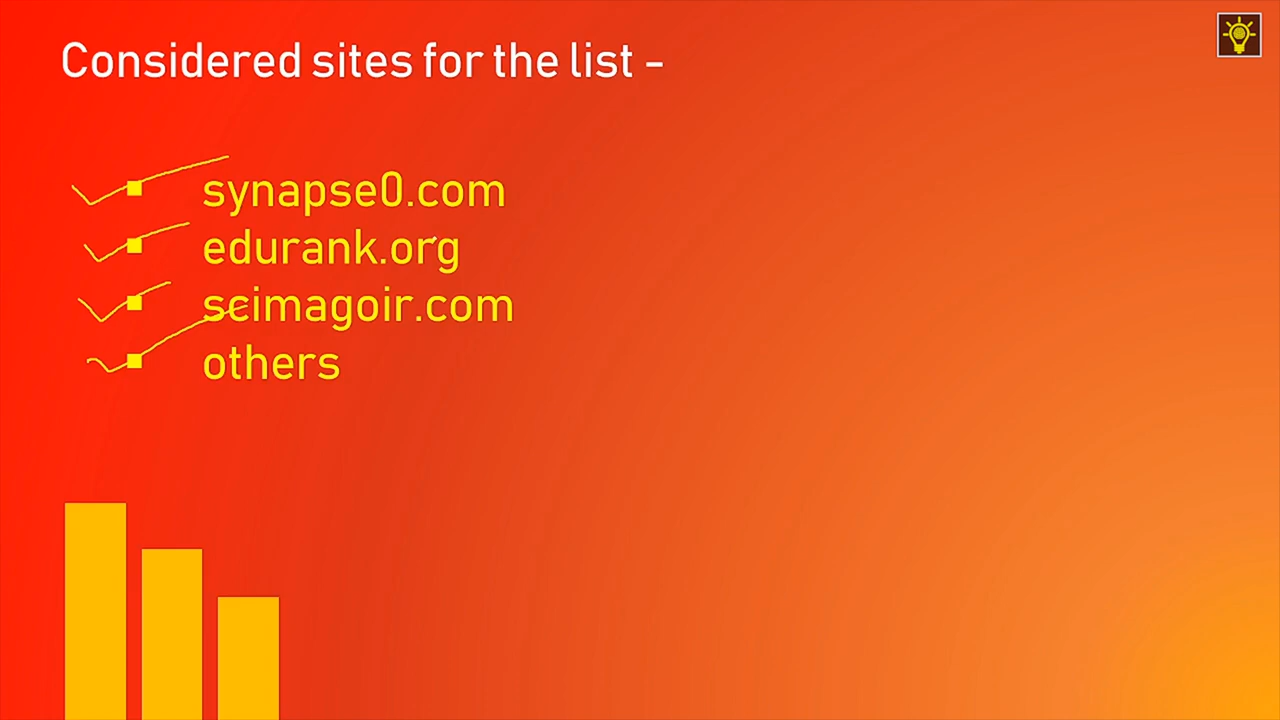 Considered sites for the list -
synapse0.com
edurank.org
scimagoir.com
others